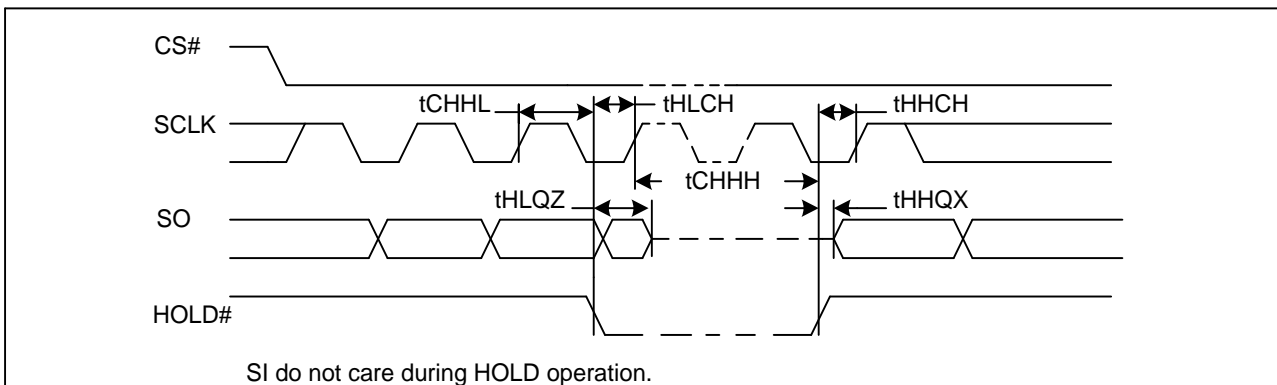 CS#
tCHHL
tHLCH
tHHCH
SCLK
tCHHH
tHLQZ
tHHQX
SO
HOLD#
SI do not care during HOLD operation.